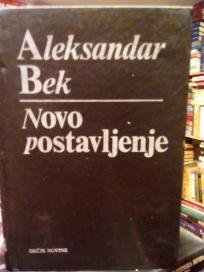 Aleksandar
Bek
Novo
postavljenje
DEČJE NOVINE